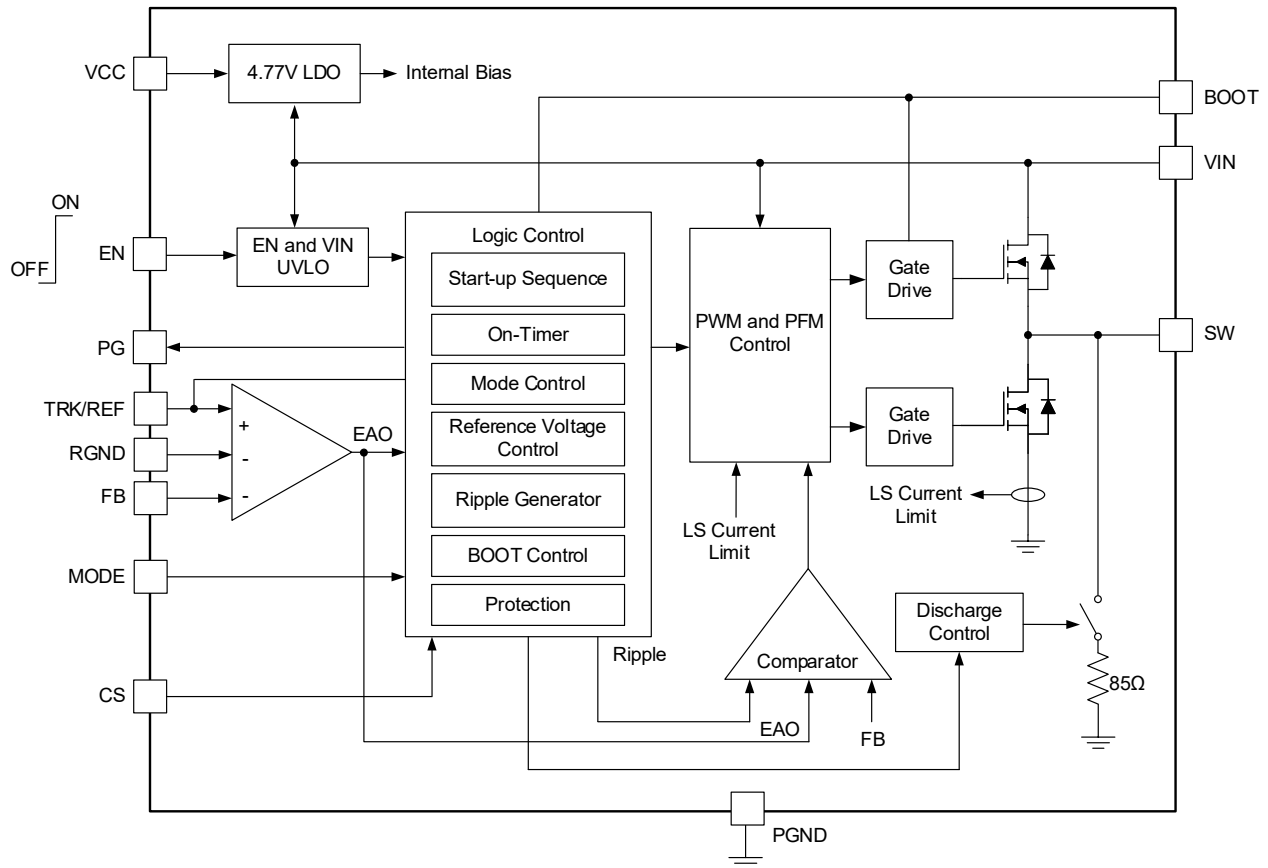 VCC
4.77V LDO
Internal Bias
BOOT
VIN
ON
OFF
EN
EN and VIN
UVLO
Logic Control
Start-up Sequence
On-Timer
Mode Control
Reference Voltage
Control
Ripple Generator
BOOT Control
Protection
PWM and PFM
Control
Gate
Drive
Gate
Drive
SW
PG
TRK/REF
RGND
FB
+
-
-
EAO
MODE
CS
LS Current
Limit
LS Current
Limit
Ripple
Comparator
EAO
FB
Discharge
Control
85Ω
PGND